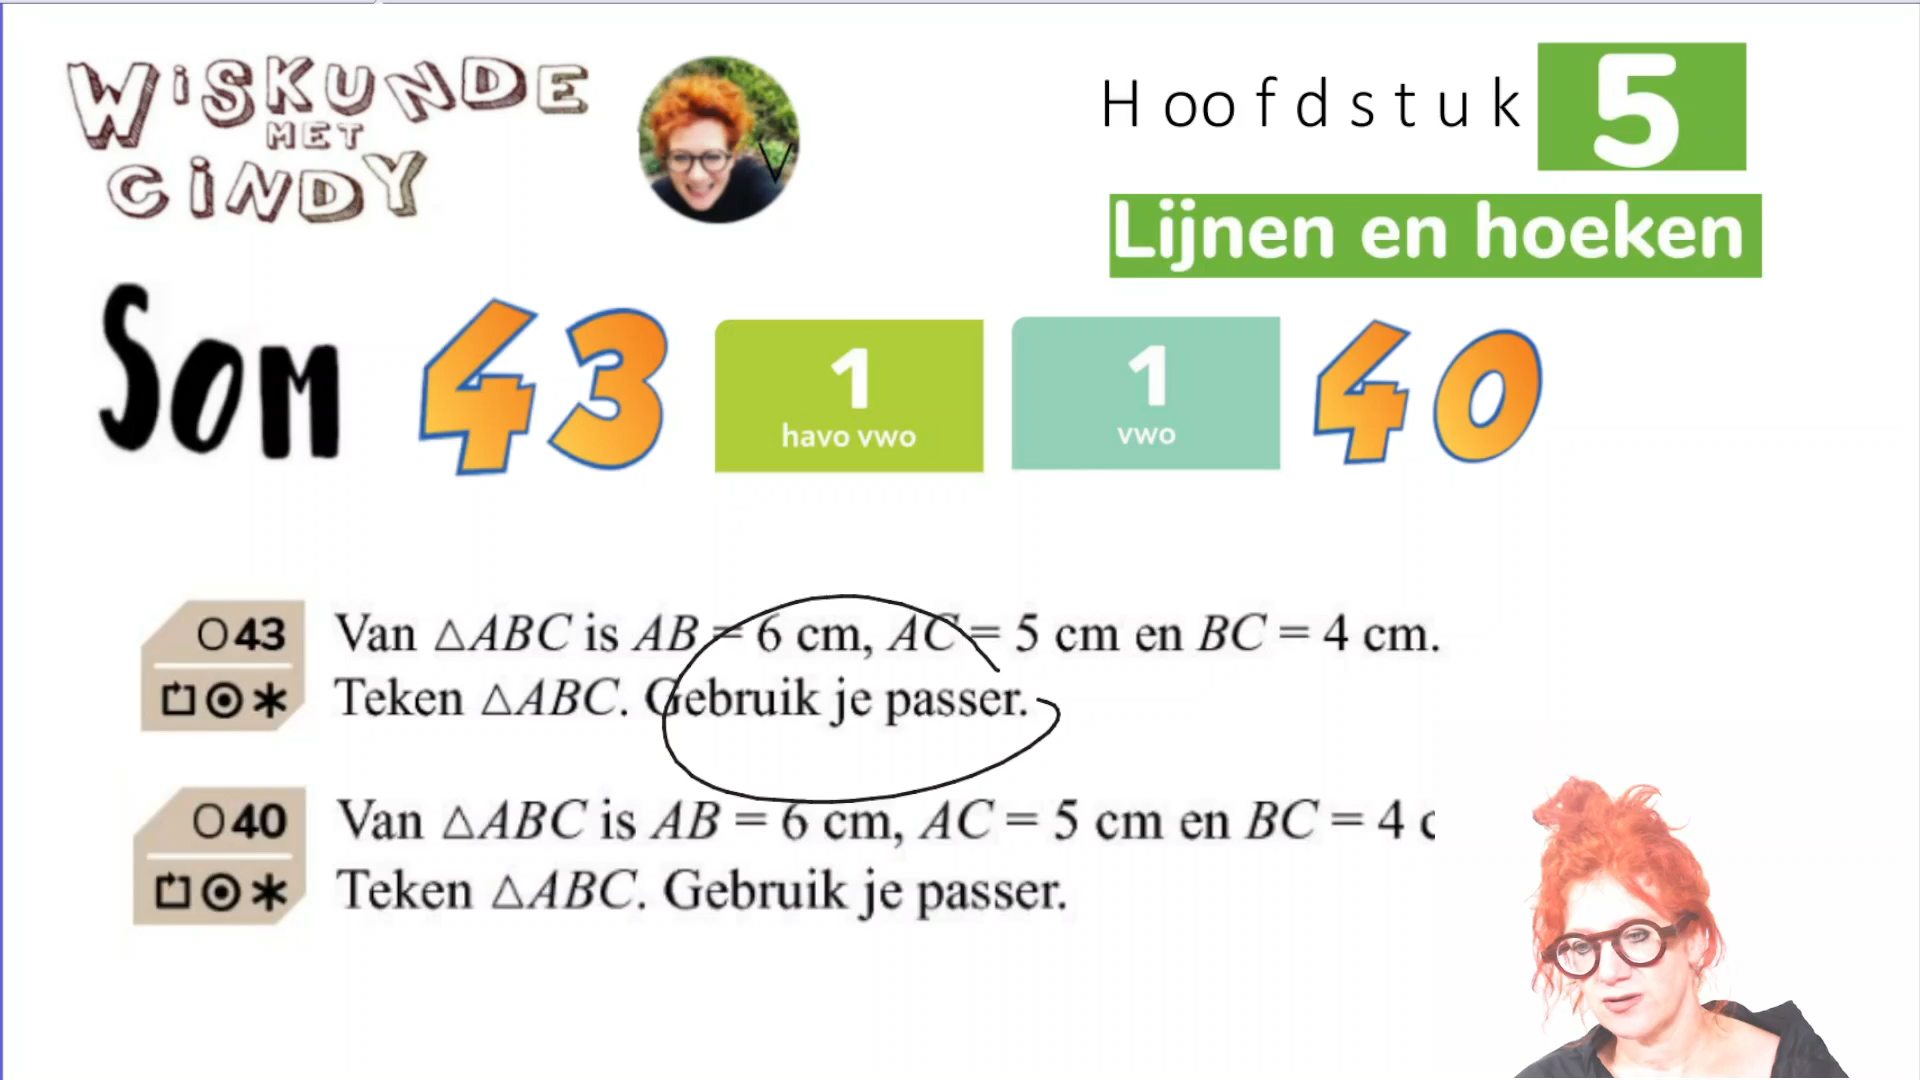 WiSKUNDE
MET
CiNDY
Hoofdstuk 5
Lijnen en hoeken
Som 43
1
havo vwo
1
vwo
40
O43
Van △ABC is AB = 6 cm, AC = 5 cm en BC = 4 cm.
Teken △ABC. Gebruik je passer.
O40
Van △ABC is AB = 6 cm, AC = 5 cm en BC = 4 c
Teken △ABC. Gebruik je passer.